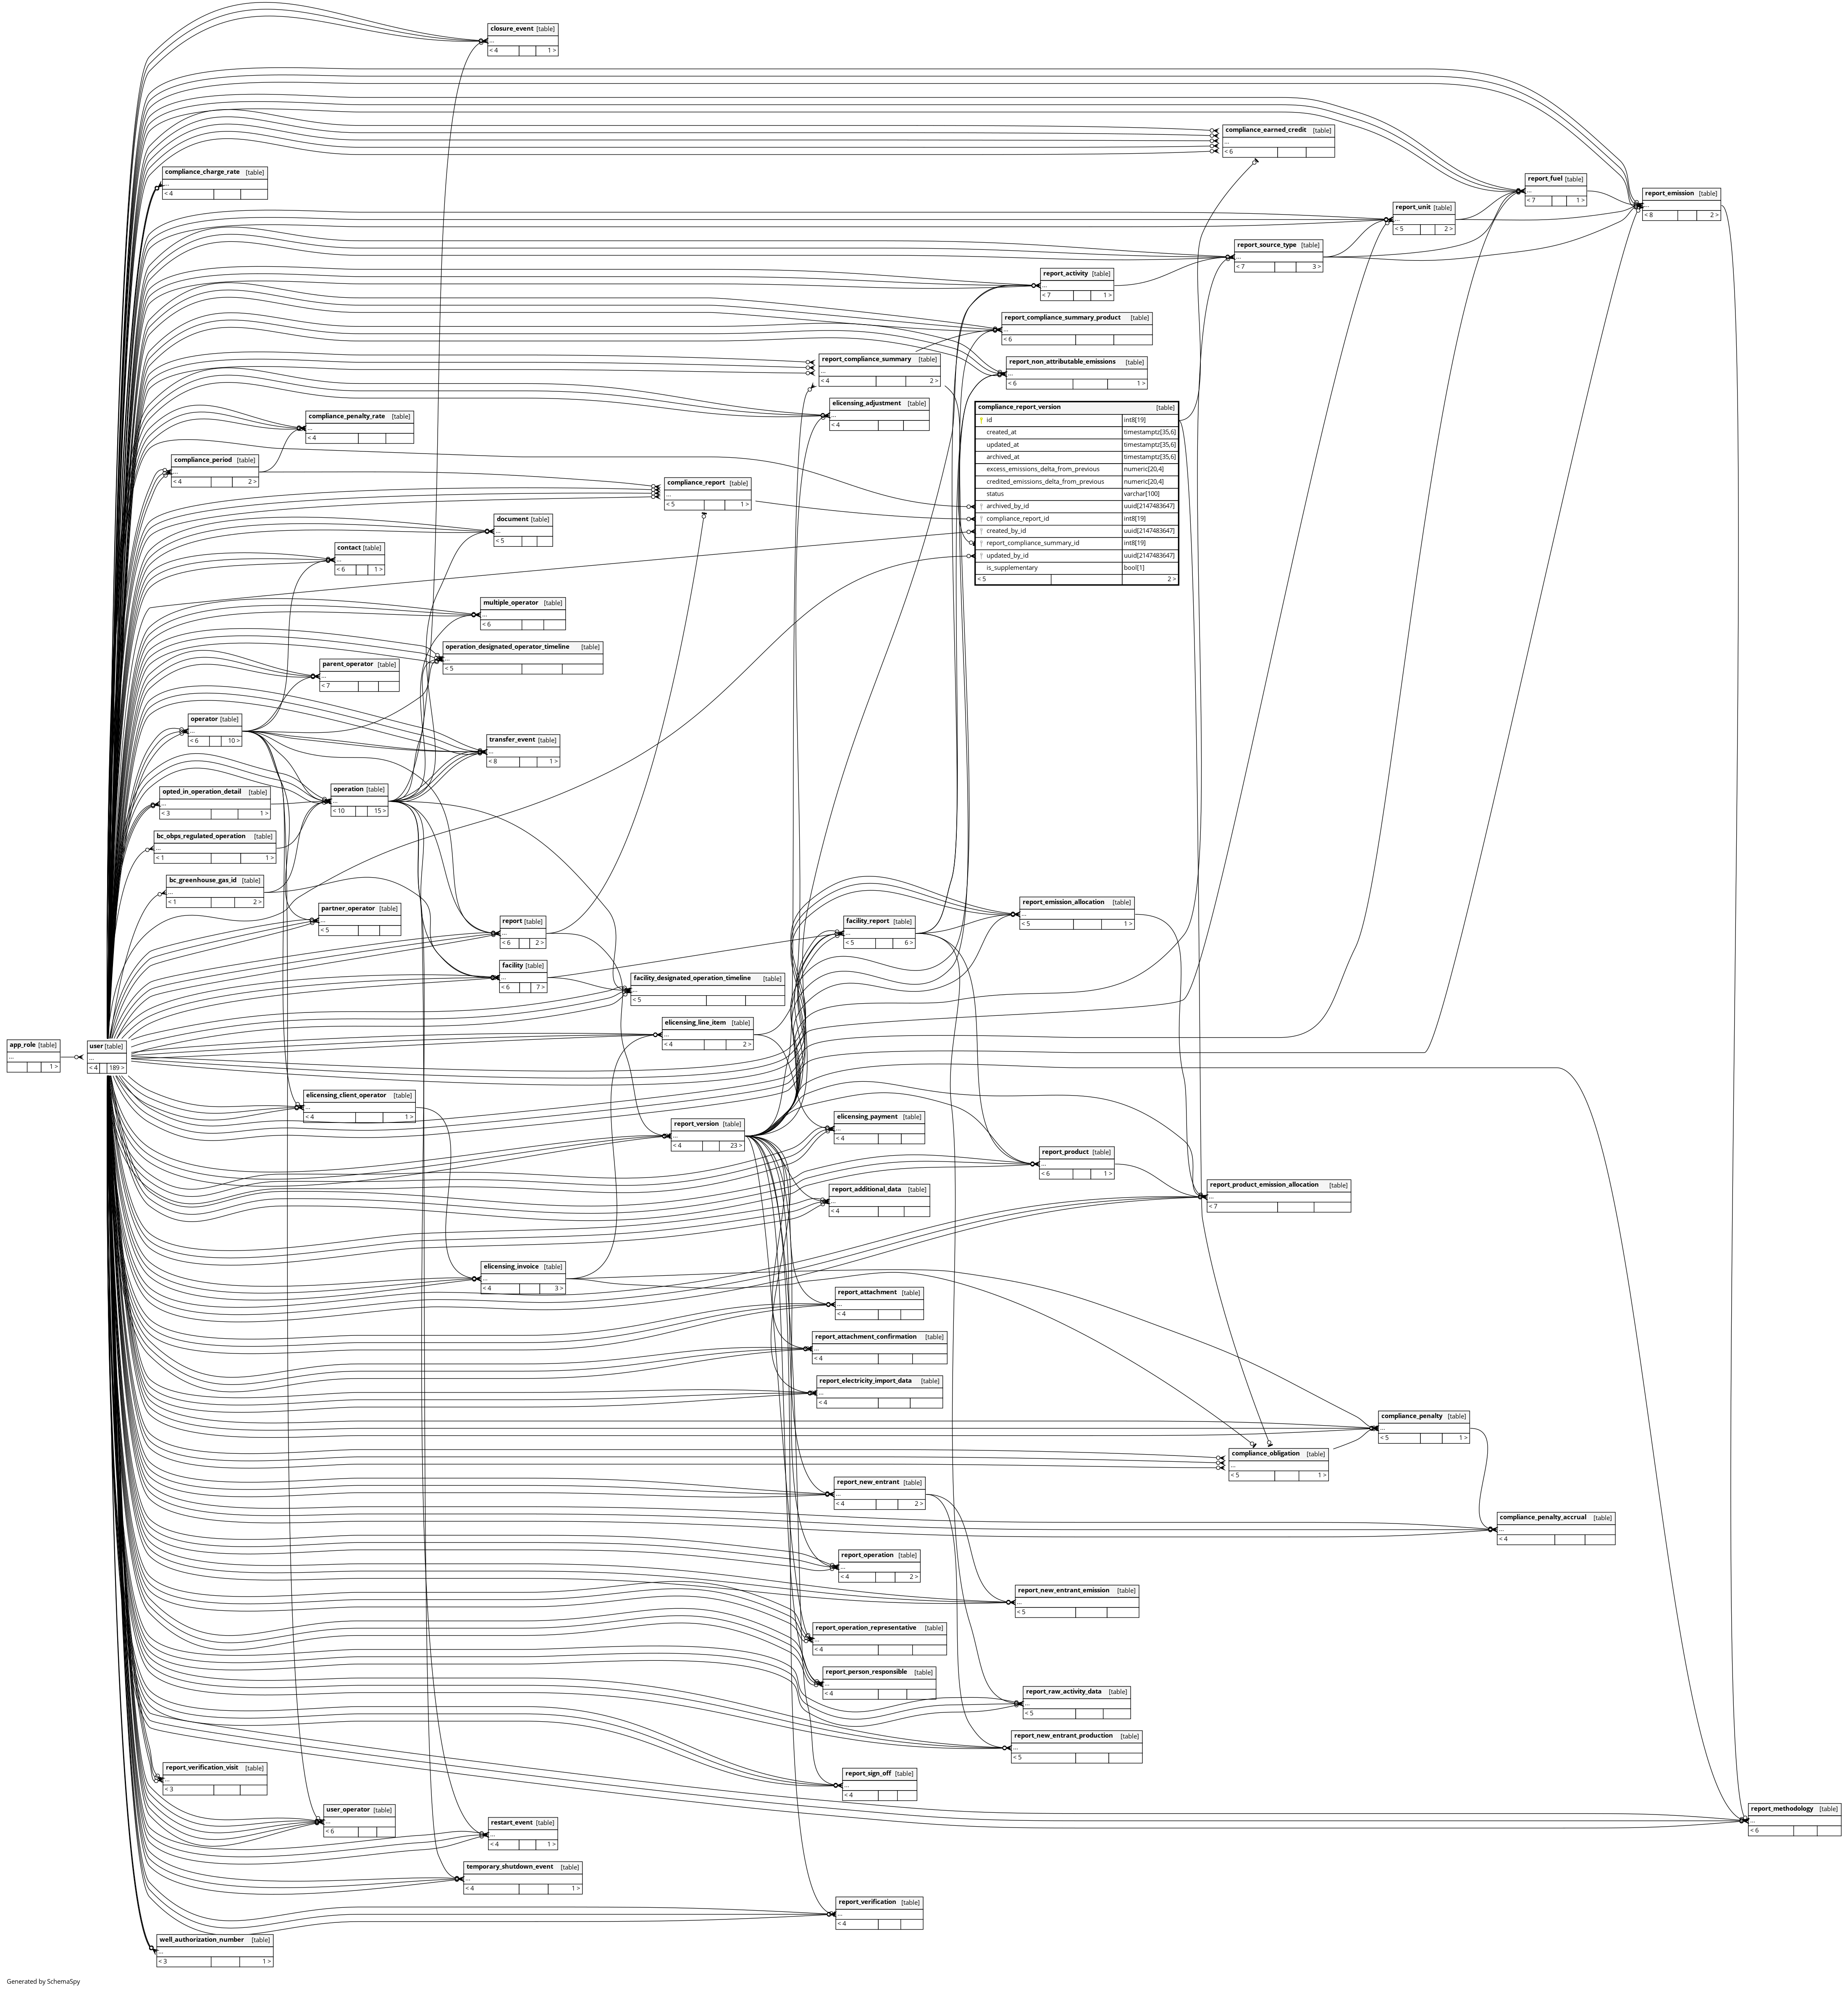 closure_event [table]
...
< 4 1 >
compliance_earned_credit [table]
...
< 6
compliance_charge_rate [table]
...
< 4
report_fuel [table]
...
< 7 1 >
report_emission [table]
...
< 8 2 >
report_unit [table]
...
< 5 2 >
report_source_type [table]
...
< 7 3 >
report_activity [table]
...
< 7 1 >
report_compliance_summary_product [table]
...
< 6
report_compliance_summary [table]
...
< 4 2 >
report_non_attributable_emissions [table]
...
< 6 1 >
elicensing_adjustment [table]
...
< 4
compliance_report_version [table]
id int8[19]
created_at timestamptz[35,6]
updated_at timestamptz[35,6]
archived_at timestamptz[35,6]
excess_emissions_delta_from_previous numeric[20,4]
credited_emissions_delta_from_previous numeric[20,4]
status varchar[100]
archived_by_id uuid[2147483647]
compliance_report_id int8[19]
created_by_id uuid[2147483647]
report_compliance_summary_id int8[19]
updated_by_id uuid[2147483647]
is_supplementary bool[1]
< 5 2 >
compliance_penalty_rate [table]
...
< 4
compliance_period [table]
...
< 4 2 >
compliance_report [table]
...
< 5 1 >
document [table]
...
< 5
contact [table]
...
< 6 1 >
multiple_operator [table]
...
< 6
operation_designated_operator_timeline [table]
...
< 5
parent_operator [table]
...
< 7
operator [table]
...
< 6 10 >
transfer_event [table]
...
< 8 1 >
operation [table]
...
< 10 15 >
opted_in_operation_detail [table]
...
< 3 1 >
bc_obps_regulated_operation [table]
...
< 1 1 >
bc_greenhouse_gas_id [table]
...
< 1 2 >
partner_operator [table]
...
< 5
report [table]
...
< 6 2 >
facility_report [table]
...
< 5 6 >
report_emission_allocation [table]
...
< 5 1 >
facility [table]
...
< 6 7 >
facility_designated_operation_timeline [table]
...
< 5
elicensing_line_item [table]
...
< 4 2 >
app_role [table]
...
1 >
user [table]
...
< 4 189 >
elicensing_client_operator [table]
...
< 4 1 >
report_version [table]
...
< 4 23 >
elicensing_payment [table]
...
< 4
report_product [table]
...
< 6 1 >
report_additional_data [table]
...
< 4
report_product_emission_allocation [table]
...
< 7
elicensing_invoice [table]
...
< 4 3 >
report_attachment [table]
...
< 4
report_attachment_confirmation [table]
...
< 4
report_electricity_import_data [table]
...
< 4
compliance_penalty [table]
...
< 5 1 >
compliance_obligation [table]
...
< 5 1 >
report_new_entrant [table]
...
< 4 2 >
compliance_penalty_accrual [table]
...
< 4
report_operation [table]
...
< 4 2 >
report_new_entrant_emission [table]
...
< 5
report_operation_representative [table]
...
< 4
report_person_responsible [table]
...
< 4
report_raw_activity_data [table]
...
< 5
report_new_entrant_production [table]
...
< 5
report_verification_visit [table]
...
< 3
report_sign_off [table]
...
< 4
user_operator [table]
...
< 6
restart_event [table]
...
< 4 1 >
report_methodology [table]
...
< 6
temporary_shutdown_event [table]
...
< 4 1 >
report_verification [table]
...
< 4
well_authorization_number [table]
...
< 3 1 >
Generated by SchemaSpy